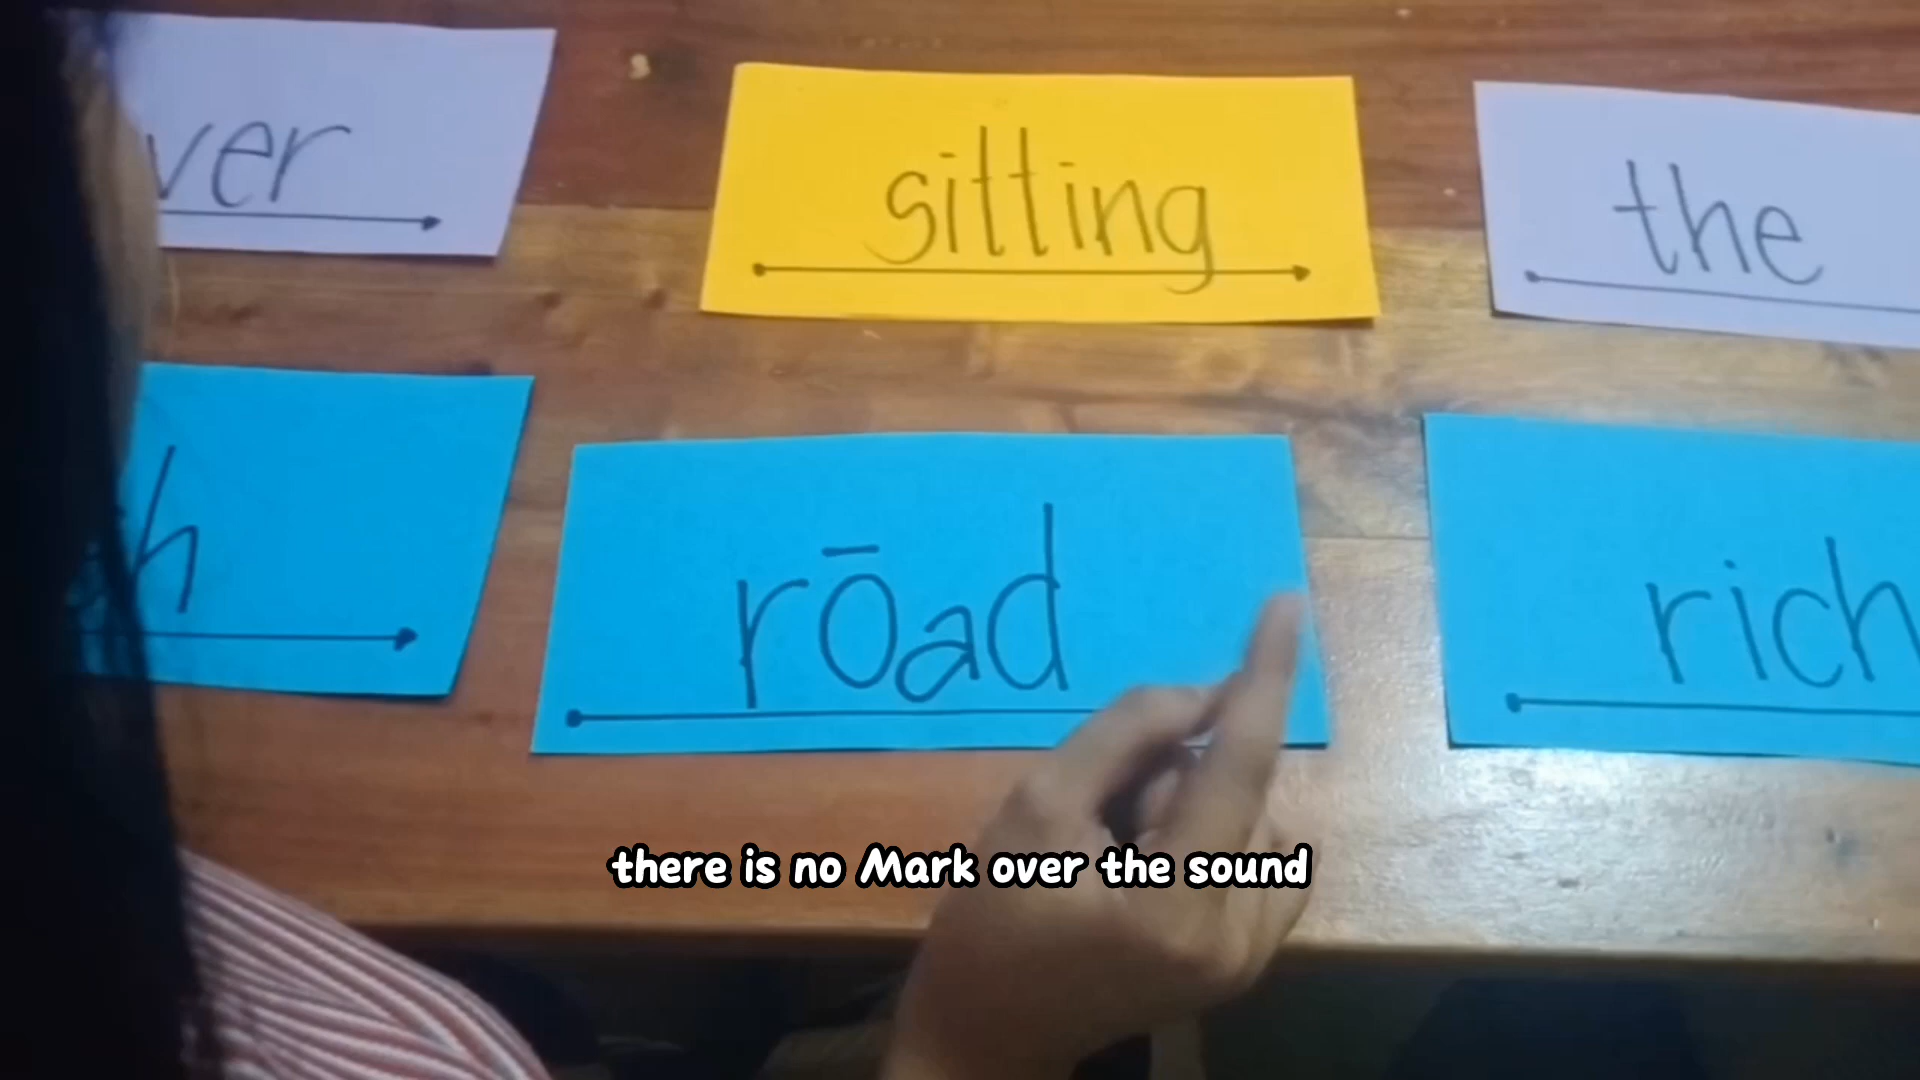 ver
sitting
the
h
rōad
rich
there is no Mark over the sound